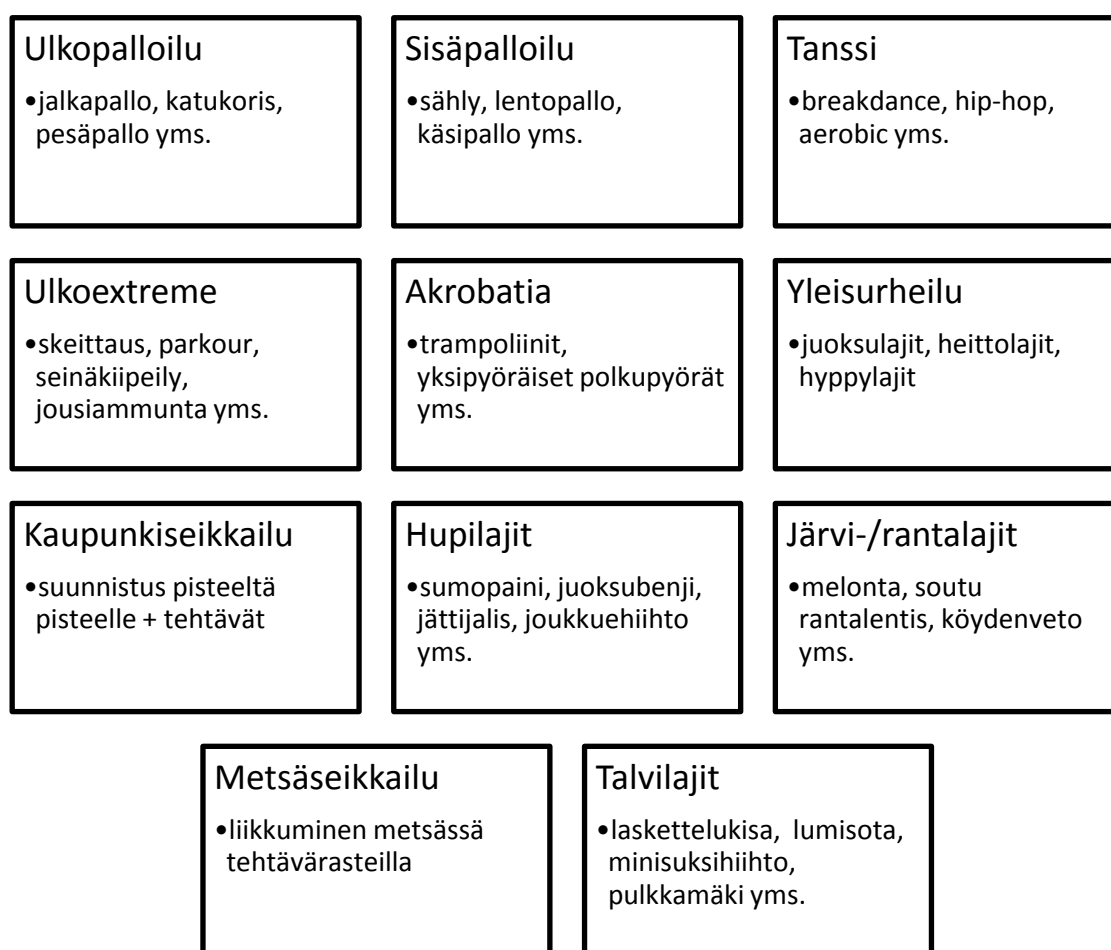 Ulkopalloilu
•jalkapallo, katukoris,
pesäpallo yms.
Sisäpalloilu
•sähly, lentopallo,
käsipallo yms.
Tanssi
•breakdance, hip-hop,
aerobic yms.
Ulkoextreme
•skeittaus, parkour,
seinäkiipeily,
jousiammunta yms.
Akrobatia
•trampoliinit,
yksipyöräiset polkupyörät
yms.
Yleisurheilu
•juoksulajit, heittolajit,
hyppylajit
Kaupunkiseikkailu
•suunnistus pisteeltä
pisteelle + tehtävät
Hupilajit
•sumopaini, juoksubenji,
jättijalis, joukkuehiihto
yms.
Järvi-/rantalajit
•melonta, soutu
rantalentis, köydenveto
yms.
Metsäseikkailu
•liikkuminen metsässä
tehtävärasteilla
Talvilajit
•laskettelukisa, lumisota,
minisuksihiihto,
pulkkamäki yms.